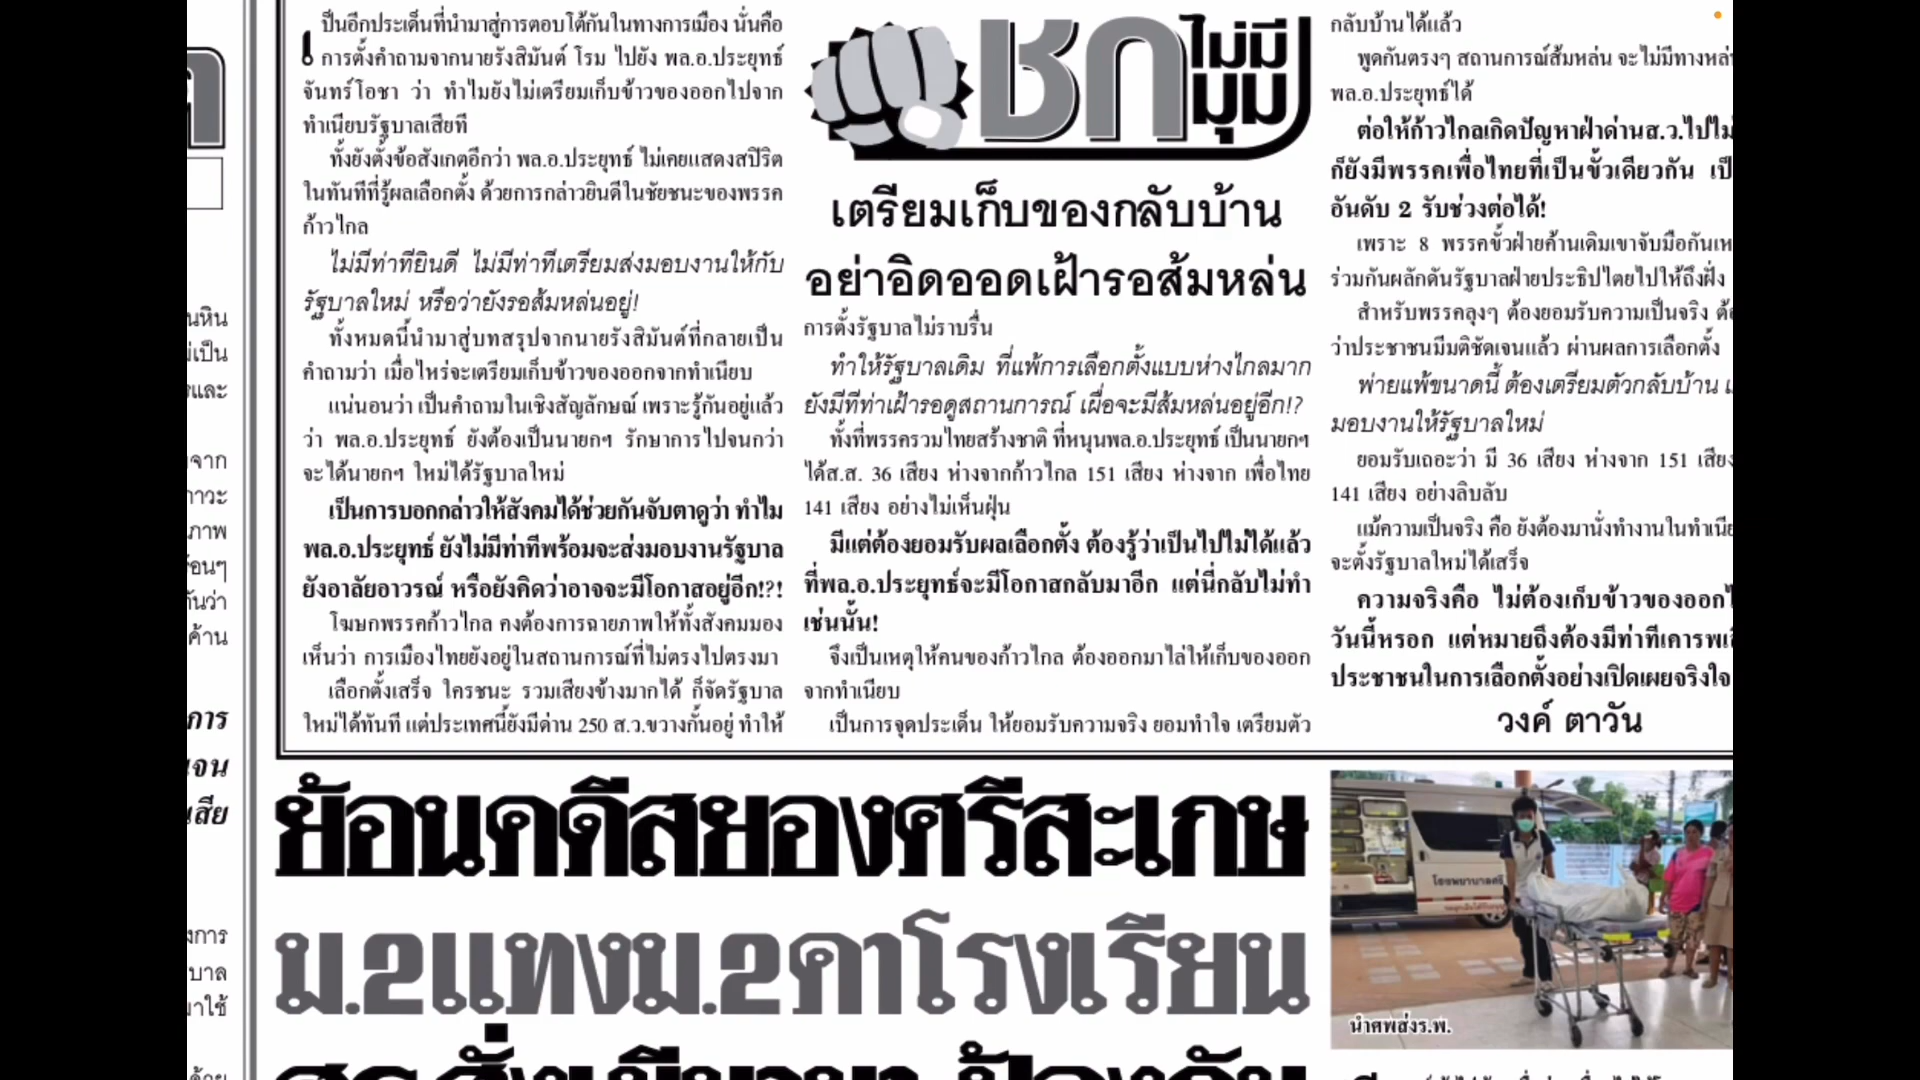 เป็นอีกประเด็นที่นำมาสู่การตอบโต้กันในทางการเมือง นั่นคือ
การตั้งคำถามจากนายรังสิมันต์ โรม ไปยัง พล.อ.ประยุทธ์
จันทร์โอชา ว่า ทำไมยังไม่เตรียมเก็บข้าวของออกไปจาก
ทำเนียบรัฐบาลเสียที
ทั้งยังตั้งข้อสังเกตอีกว่า พล.อ.ประยุทธ์ ไม่เคยแสดงสปิริต
ในทันทีที่รู้ผลเลือกตั้ง ด้วยการกล่าวยินดีในชัยชนะของพรรค
ก้าวไกล
ไม่มีท่าทียินดี ไม่มีท่าทีเตรียมส่งมอบงานให้กับ
รัฐบาลใหม่ หรือว่ายังรอส้มหล่นอยู่!
ทั้งหมดนี้นำมาสู่บทสรุปจากนายรังสิมันต์ที่กลายเป็น
คำถามว่า เมื่อไหร่จะเตรียมเก็บข้าวของออกจากทำเนียบ
แน่นอนว่า เป็นคำถามในเชิงสัญลักษณ์ เพราะรู้กันอยู่แล้ว
ว่า พล.อ.ประยุทธ์ ยังต้องเป็นนายกฯ รักษาการไปจนกว่า
จะได้นายกฯ ใหม่ได้รัฐบาลใหม่
เป็นการบอกกล่าวให้สังคมได้ช่วยกันจับตาดูว่า ทำไม
พล.อ.ประยุทธ์ ยังไม่มีท่าทีพร้อมจะส่งมอบงานรัฐบาล
ยังอาลัยอาวรณ์ หรือยังคิดว่าอาจจะมีโอกาสอยู่อีก!?!
โฆษกพรรคก้าวไกล คงต้องการฉายภาพให้ทั้งสังคมมอง
เห็นว่า การเมืองไทยยังอยู่ในสถานการณ์ที่ไม่ตรงไปตรงมา
เลือกตั้งเสร็จ ใครชนะ รวมเสียงข้างมากได้ ก็จัดรัฐบาล
ใหม่ได้ทันที แต่ประเทศนี้ยังมีด่าน 250 ส.ว.ขวางกั้นอยู่ ทำให้
ชกไม่มีมุม
เตรียมเก็บของกลับบ้าน
อย่าอิดออดเฝ้ารอส้มหล่น
การตั้งรัฐบาลไม่ราบรื่น
ทำให้รัฐบาลเดิม ที่แพ้การเลือกตั้งแบบห่างไกลมาก
ยังมีทีท่าเฝ้ารอดูสถานการณ์ เผื่อจะมีส้มหล่นอยู่อีก!?
ทั้งที่พรรครวมไทยสร้างชาติ ที่หนุนพล.อ.ประยุทธ์ เป็นนายกฯ
ได้ส.ส. 36 เสียง ห่างจากก้าวไกล 151 เสียง ห่างจาก เพื่อไทย
141 เสียง อย่างไม่เห็นฝุ่น
มีแต่ต้องยอมรับผลเลือกตั้ง ต้องรู้ว่าเป็นไปไม่ได้แล้ว
ที่พล.อ.ประยุทธ์จะมีโอกาสกลับมาอีก แต่นี่กลับไม่ทำ
เช่นนั้น!
จึงเป็นเหตุให้คนของก้าวไกล ต้องออกมาไล่ให้เก็บของออก
จากทำเนียบ
เป็นการจุดประเด็น ให้ยอมรับความจริง ยอมทำใจ เตรียมตัว
กลับบ้านได้แล้ว
พูดกันตรงๆ สถานการณ์ส้มหล่น จะไม่มีทางหล่น
พล.อ.ประยุทธ์ได้
ต่อให้ก้าวไกลเกิดปัญหาฝ่าด่านส.ว.ไปไม่
ก็ยังมีพรรคเพื่อไทยที่เป็นขั้วเดียวกัน
อันดับ 2 รับช่วงต่อได้!
เพราะ 8 พรรคขั้วฝ่ายค้านเดิมเขาจับมือกัน
ร่วมกันผลักดันรัฐบาลฝ่ายประชาธิปไตยไปให้ถึงฝั่ง
สำหรับพรรคลุงๆ ต้องยอมรับความเป็นจริง
ว่าประชาชนมีมติชัดเจนแล้ว ผ่านผลการเลือกตั้ง
พ่ายแพ้ขนาดนี้ ต้องเตรียมตัวกลับบ้าน
มอบงานให้รัฐบาลใหม่
ยอมรับเถอะว่า มี 36 เสียง ห่างจาก 151 เสียง
141 เสียง อย่างลิบลับ
แม้ความเป็นจริง คือ ยังต้องมานั่งทำงานในทำเนีย
จะตั้งรัฐบาลใหม่ได้เสร็จ
ความจริงคือ ไม่ต้องเก็บข้าวของออก
วันนี้หรอก แต่หมายถึงต้องมีท่าทีเคารพ
ประชาชนในการเลือกตั้งอย่างเปิดเผยจริงใจ
วงค์ ตาวัน
ย้อนคดีสยองศรีสะเกษ
ม.2แทงม.2คาโรงเรียน
โรงพยาบาลศรี
นำศพส่งร.พ.